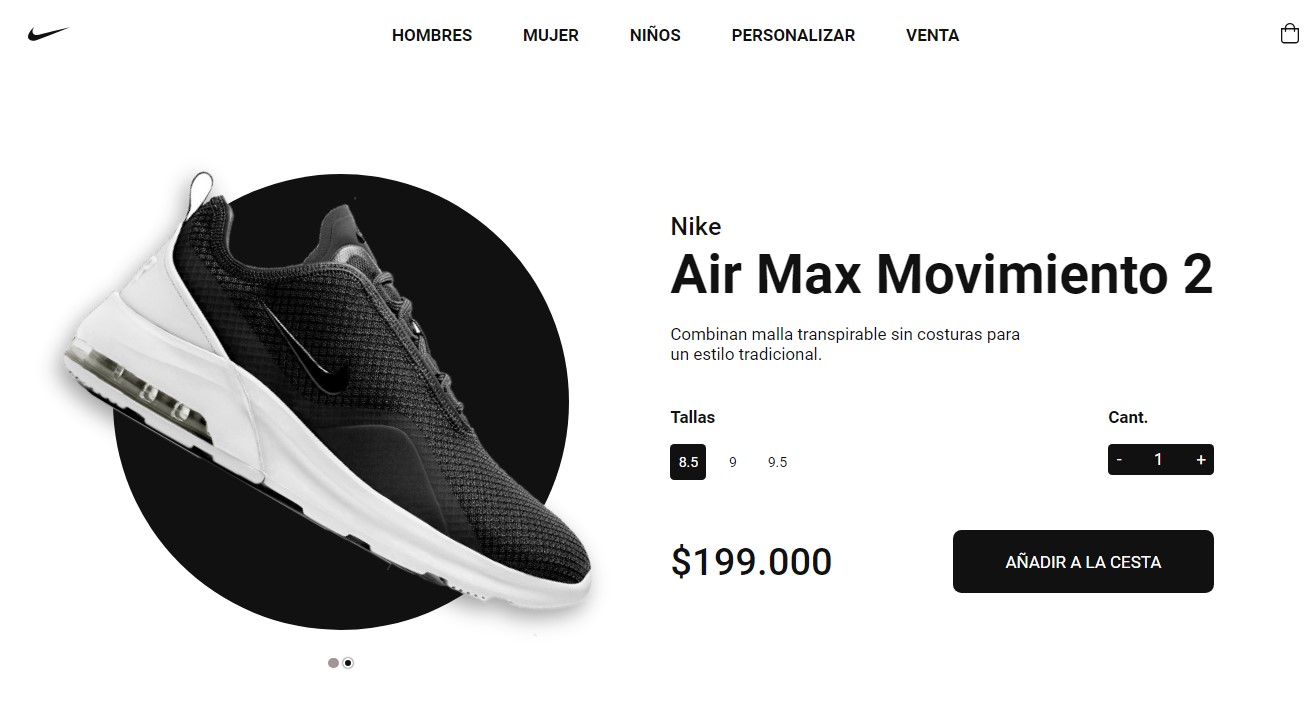 HOMBRES MUJER NIÑOS PERSONALIZAR VENTA
Nike
Air Max Movimiento 2
Combinan malla transpirable sin costuras para
un estilo tradicional.
Tallas
8.5 9 9.5
Cant.
- 1 +
$199.000
AÑADIR A LA CESTA